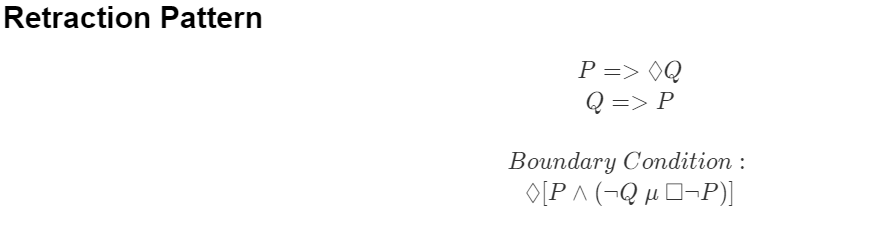 Retraction Pattern
P => ◊Q
Q => P
Boundary Condition :
◊[P ∧ (¬Q μ □¬P)]